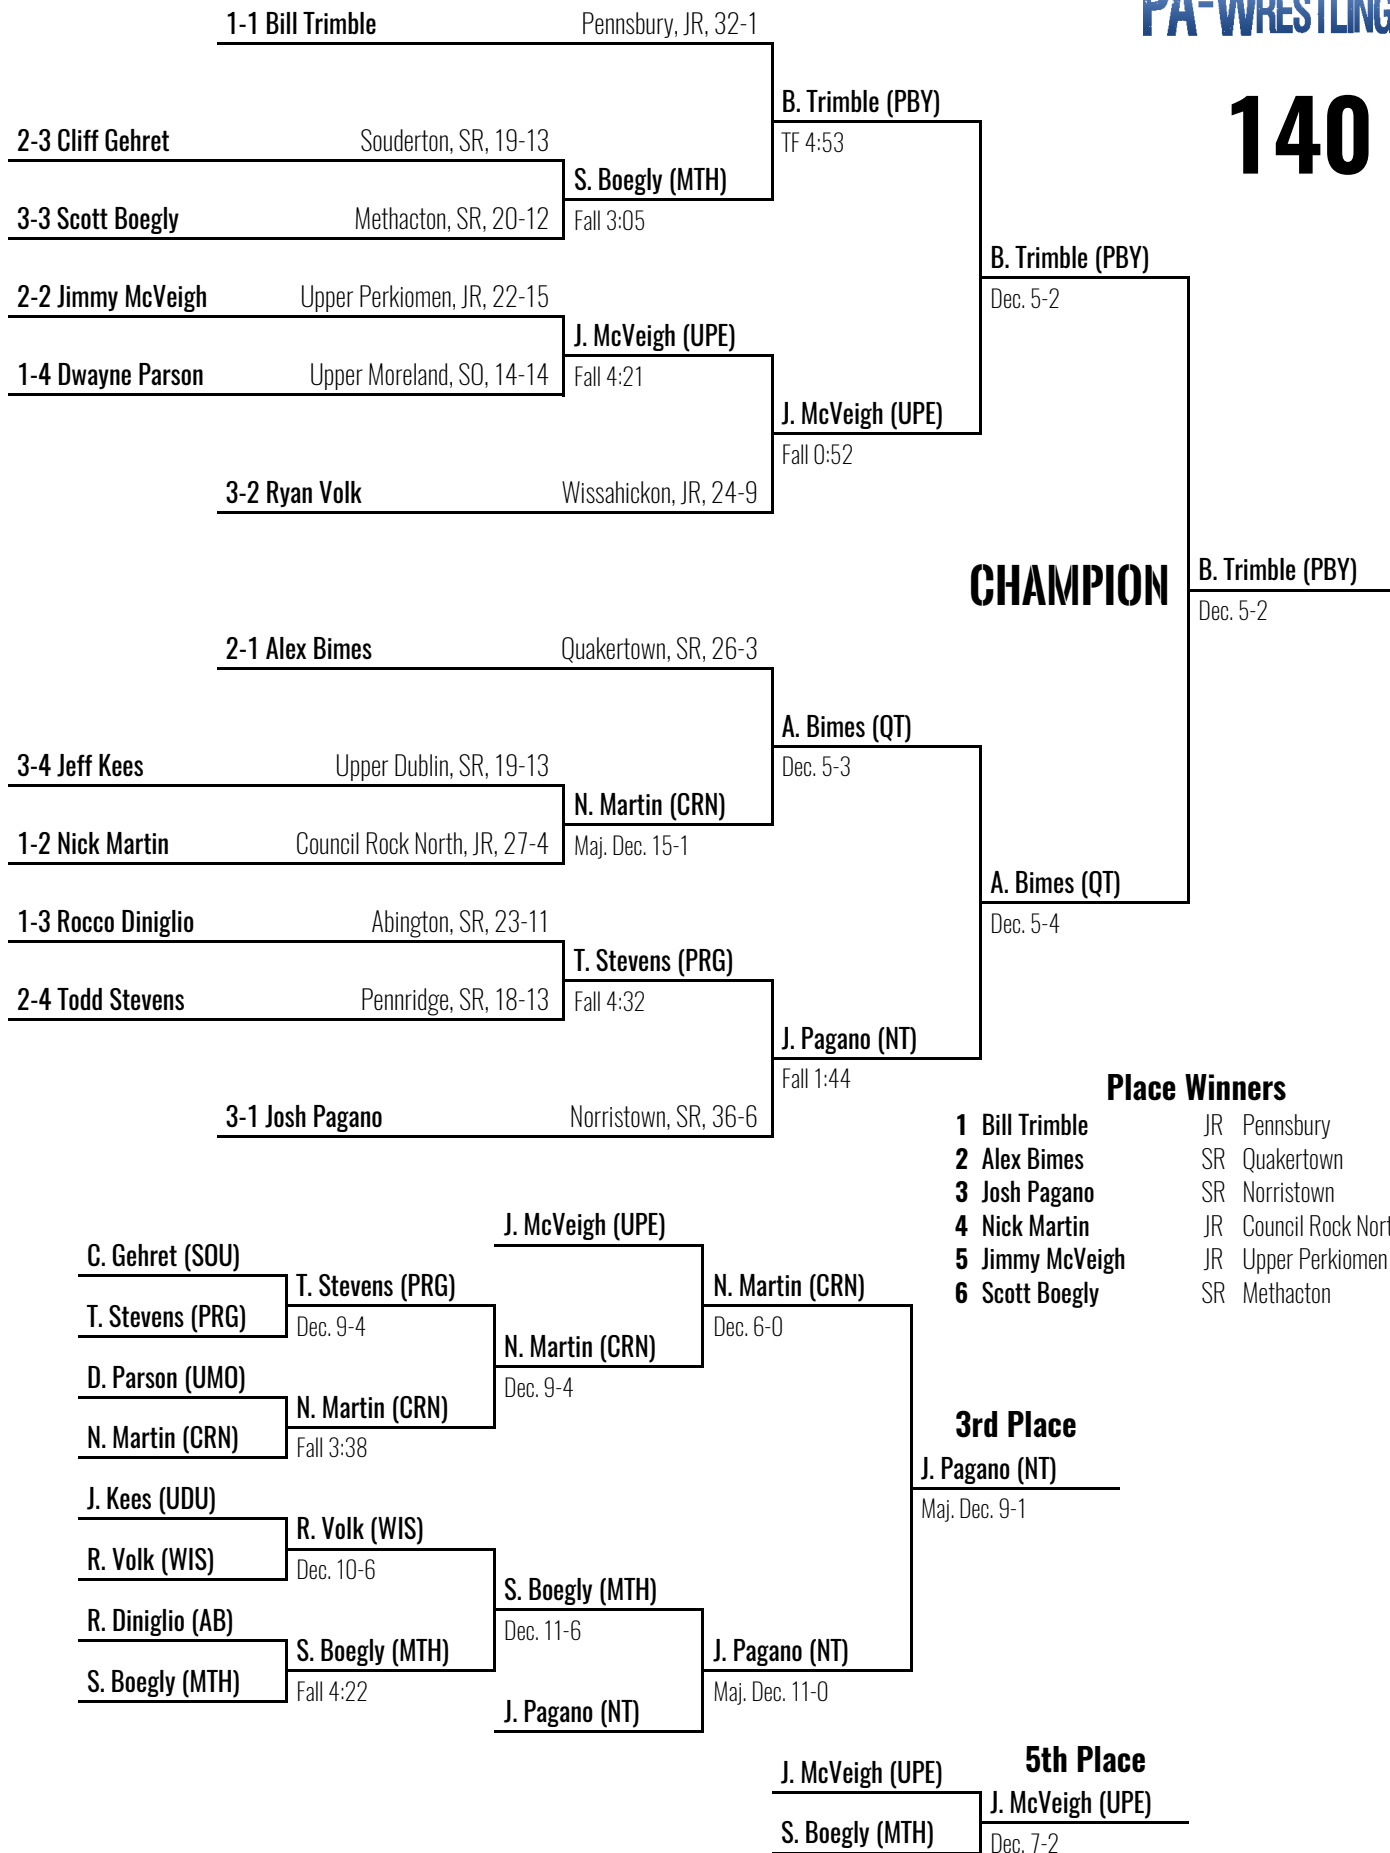 PA-WRESTLING
140
1-1 Bill Trimble Pennsbury, JR, 32-1
B. Trimble (PBY)
TF 4:53
2-3 Cliff Gehret Souderton, SR, 19-13
S. Boegly (MTH)
Fall 3:05
3-3 Scott Boegly Methacton, SR, 20-12
B. Trimble (PBY)
Dec. 5-2
2-2 Jimmy McVeigh Upper Perkiomen, JR, 22-15
J. McVeigh (UPE)
Fall 4:21
1-4 Dwayne Parson Upper Moreland, SO, 14-14
J. McVeigh (UPE)
Fall 0:52
3-2 Ryan Volk Wissahickon, JR, 24-9
CHAMPION
B. Trimble (PBY)
Dec. 5-2
2-1 Alex Bimes Quakertown, SR, 26-3
A. Bimes (QT)
Dec. 5-3
3-4 Jeff Kees Upper Dublin, SR, 19-13
N. Martin (CRN)
Maj. Dec. 15-1
1-2 Nick Martin Council Rock North, JR, 27-4
A. Bimes (QT)
Dec. 5-4
1-3 Rocco Diniglio Abington, SR, 23-11
T. Stevens (PRG)
Fall 4:32
2-4 Todd Stevens Pennridge, SR, 18-13
J. Pagano (NT)
Fall 1:44
3-1 Josh Pagano Norristown, SR, 36-6
Place Winners
1 Bill Trimble JR Pennsbury
2 Alex Bimes SR Quakertown
3 Josh Pagano SR Norristown
4 Nick Martin JR Council Rock Nort
5 Jimmy McVeigh JR Upper Perkiomen
6 Scott Boegly SR Methacton
J. McVeigh (UPE)
C. Gehret (SOU)
T. Stevens (PRG)
Dec. 9-4
T. Stevens (PRG)
N. Martin (CRN)
Dec. 6-0
N. Martin (CRN)
Dec. 9-4
D. Parson (UMO)
N. Martin (CRN)
Fall 3:38
N. Martin (CRN)
3rd Place
J. Pagano (NT)
Maj. Dec. 9-1
J. Kees (UDU)
R. Volk (WIS)
Dec. 10-6
R. Volk (WIS)
S. Boegly (MTH)
Dec. 11-6
R. Diniglio (AB)
S. Boegly (MTH)
Fall 4:22
S. Boegly (MTH)
J. Pagano (NT)
Maj. Dec. 11-0
J. Pagano (NT)
5th Place
J. McVeigh (UPE)
J. McVeigh (UPE)
Dec. 7-2
S. Boegly (MTH)